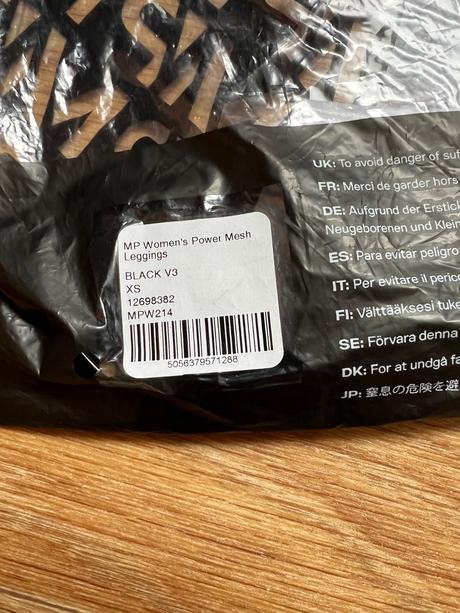 MP Women's Power Mesh
Leggings
BLACK V3
XS
12698382
MPW214
5056379571288
UK: To avoid danger of suf
FR: Merci de garder hors
DE: Aufgrund der Erstick
Neugeborenen und Klein
ES: Para evitar peligro
IT: Per evitare il perico
FI: Välttääksesi tuke
SE: Förvara denna
DK: For at undgå fa
JP: 窒息の危険を避